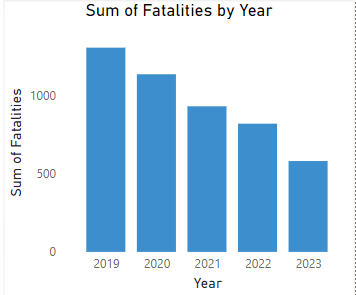 Sum of Fatalities by Year
Sum of Fatalities
1000
500
0
2019 2020 2021 2022 2023
Year